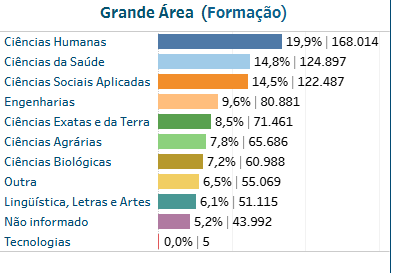 Grande Área (Formação)
Ciências Humanas 19,9% | 168.014
Ciências da Saúde 14,8% | 124.897
Ciências Sociais Aplicadas 14,5% | 122.487
Engenharias 9,6% | 80.881
Ciências Exatas e da Terra 8,5% | 71.461
Ciências Agrárias 7,8% | 65.686
Ciências Biológicas 7,2% | 60.988
Outra 6,5% | 55.069
Lingüística, Letras e Artes 6,1% | 51.115
Não informado 5,2% | 43.992
Tecnologias 0,0% | 5